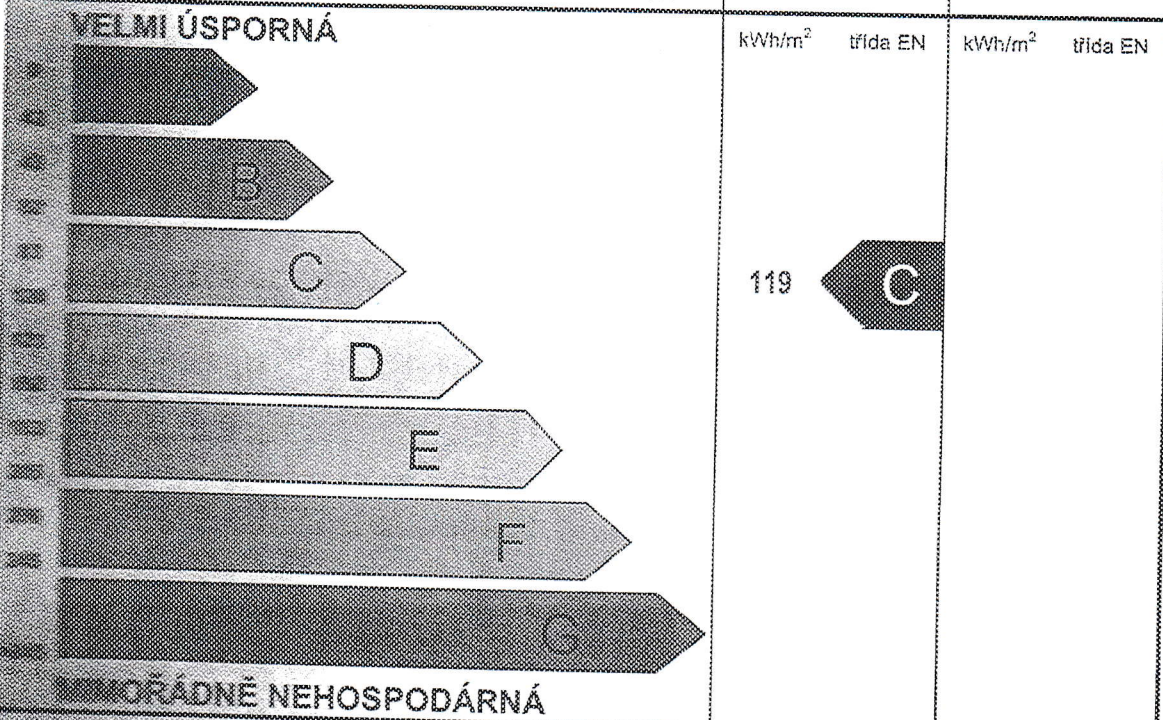 VELMI ÚSPORNÁ
kWh/m² třída EN kWh/m² třída EN
B
C
119 C
D
E
F
G
NEHOSPODÁRNÁ